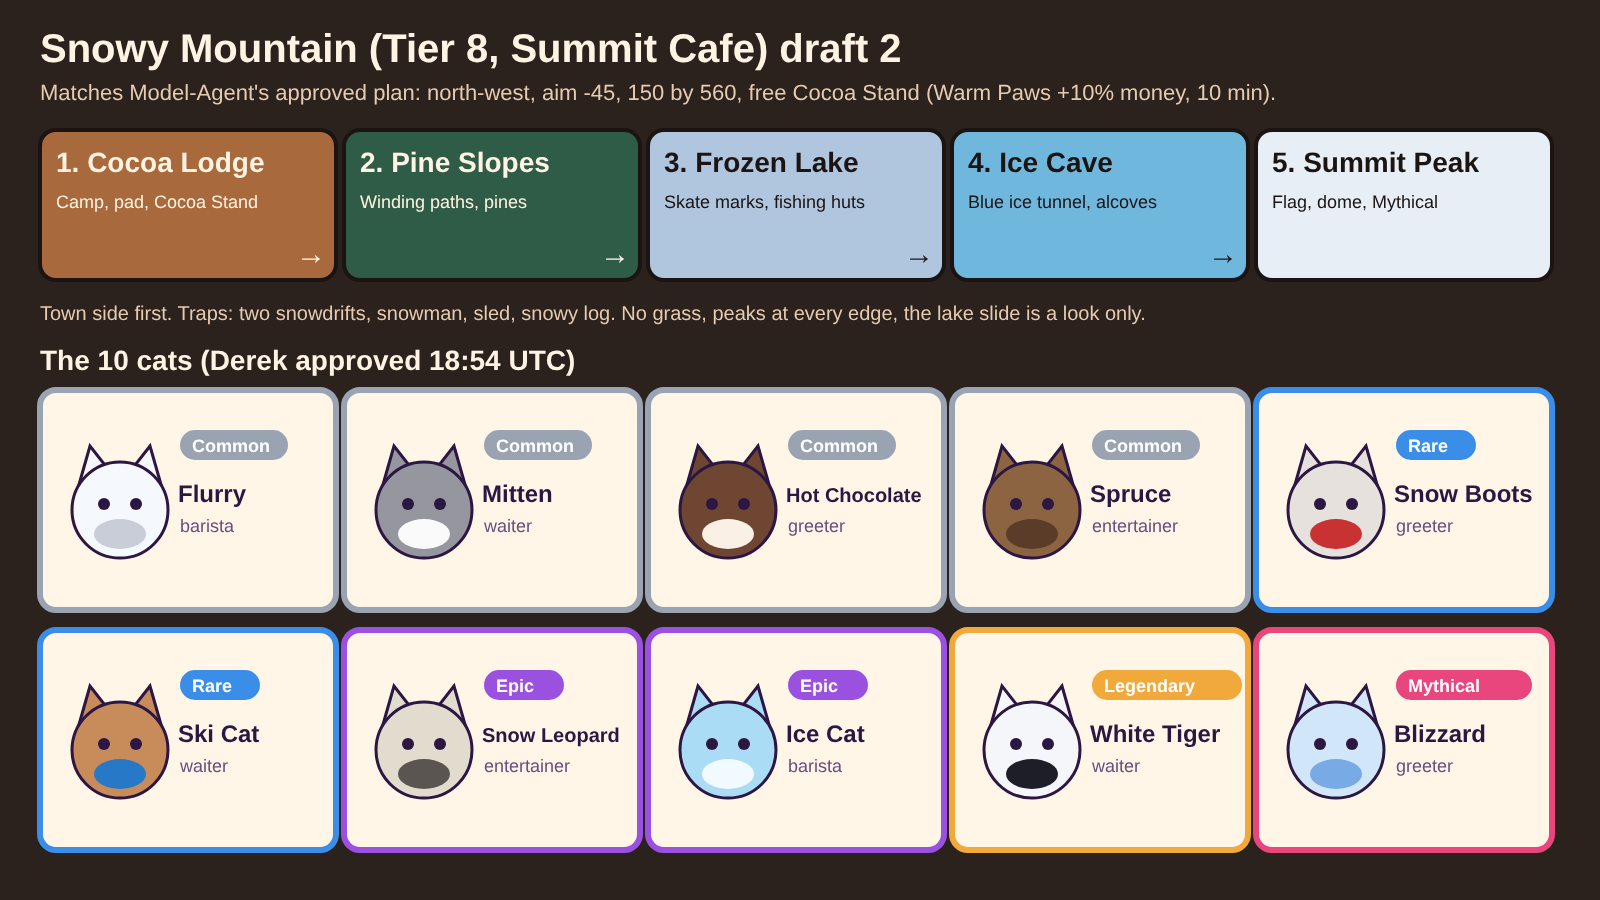 Snowy Mountain (Tier 8, Summit Cafe) draft 2
Matches Model-Agent's approved plan: north-west, aim -45, 150 by 560, free Cocoa Stand (Warm Paws +10% money, 10 min).
1. Cocoa Lodge
Camp, pad, Cocoa Stand
→
2. Pine Slopes
Winding paths, pines
→
3. Frozen Lake
Skate marks, fishing huts
→
4. Ice Cave
Blue ice tunnel, alcoves
→
5. Summit Peak
Flag, dome, Mythical
Town side first. Traps: two snowdrifts, snowman, sled, snowy log. No grass, peaks at every edge, the lake slide is a look only.
The 10 cats (Derek approved 18:54 UTC)
Common
Flurry
barista
Common
Mitten
waiter
Common
Hot Chocolate
greeter
Common
Spruce
entertainer
Rare
Snow Boots
greeter
Rare
Ski Cat
waiter
Epic
Snow Leopard
entertainer
Epic
Ice Cat
barista
Legendary
White Tiger
waiter
Mythical
Blizzard
greeter